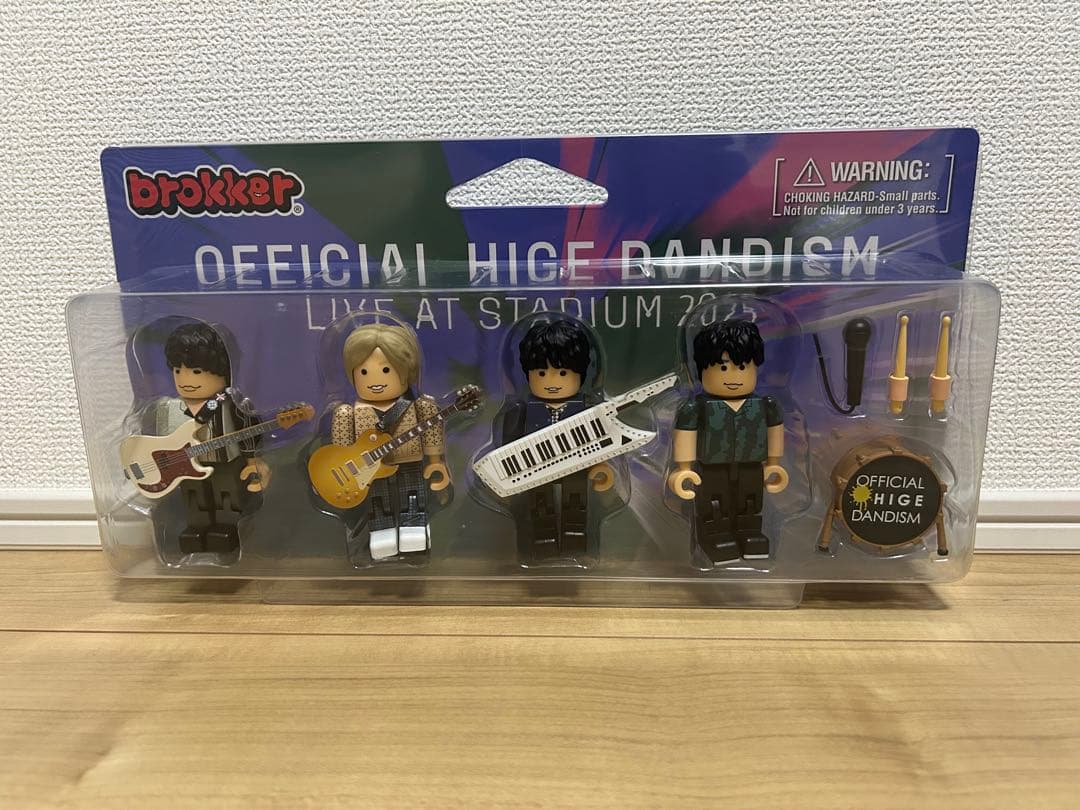 brokker®
WARNING:
CHOKING HAZARD-Small parts.
Not for children under 3 years.
OFFICIAL HIGE DANDISM
LIVE AT STADIUM 2025
OFFICIAL
HIGE
DANDISM